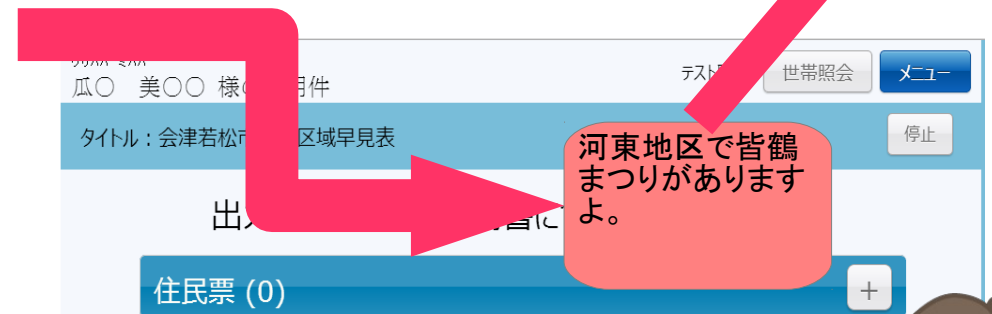 瓜○ 美○○ 様の 用件
テスト
世帯照会
メニュー
タイトル：会津若松市 区域早見表
停止
河東地区で皆鶴
まつりがあります
よ。
出
住民票 (0)
+